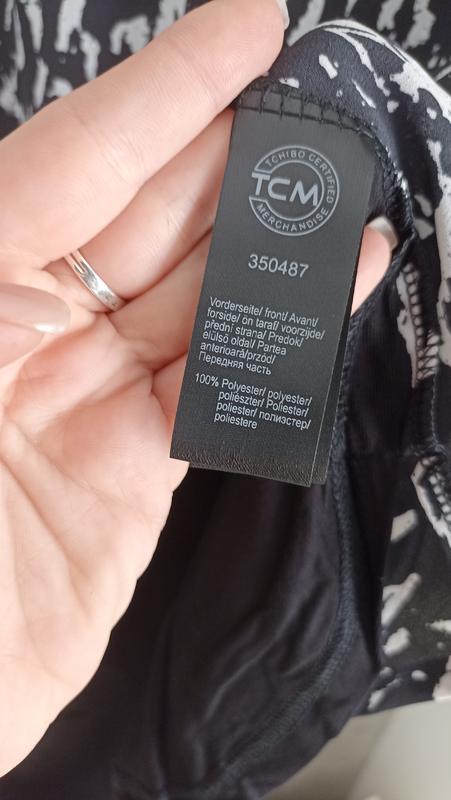 TCHIBO CERTIFIED
TCM
MERCHANDISE
350487
Vorderseite/ front/ Avant/
forside/ ön taraf/ voorzijde/
přední strana/ Predok/
elülső oldal/ Partea
anterioară/przód/
Передняя часть
100% Polyester/ polyester/
poliészter/ Poliester/
poliester/ полиэстер/
poliestere